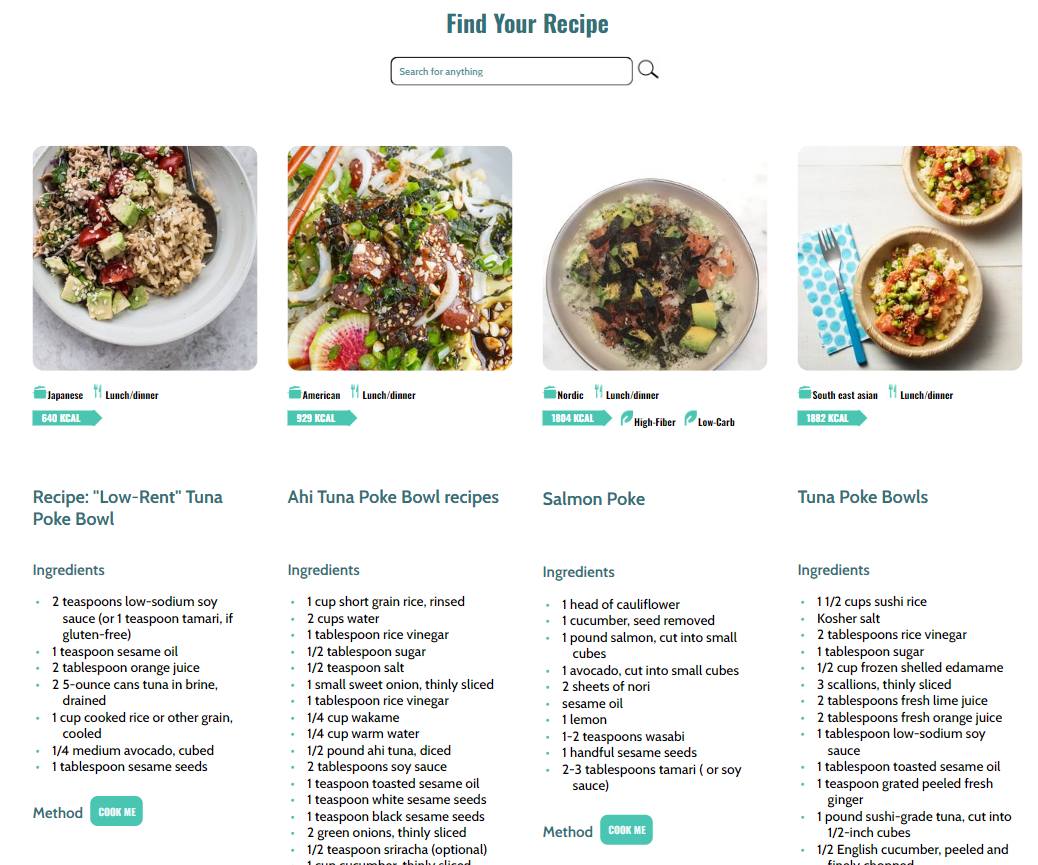 Find Your Recipe
Search for anything
Japanese Lunch/dinner
640 KCAL
Recipe: "Low-Rent" Tuna
Poke Bowl
Ingredients
2 teaspoons low-sodium soy
sauce (or 1 teaspoon tamari, if
gluten-free)
1 teaspoon sesame oil
2 tablespoon orange juice
2 5-ounce cans tuna in brine,
drained
1 cup cooked rice or other grain,
cooled
1/4 medium avocado, cubed
1 tablespoon sesame seeds
Method COOK ME
American Lunch/dinner
929 KCAL
Ahi Tuna Poke Bowl recipes
Ingredients
1 cup short grain rice, rinsed
2 cups water
1 tablespoon rice vinegar
1/2 tablespoon sugar
1/2 teaspoon salt
1 small sweet onion, thinly sliced
1 tablespoon rice vinegar
1/4 cup wakame
1/4 cup warm water
1/2 pound ahi tuna, diced
2 tablespoons soy sauce
1 teaspoon toasted sesame oil
1 teaspoon white sesame seeds
1 teaspoon black sesame seeds
2 green onions, thinly sliced
1/2 teaspoon sriracha (optional)
1 cup cucumber, thinly sliced
Nordic Lunch/dinner
1804 KCAL High-Fiber Low-Carb
Salmon Poke
Ingredients
1 head of cauliflower
1 cucumber, seed removed
1 pound salmon, cut into small
cubes
1 avocado, cut into small cubes
2 sheets of nori
sesame oil
1 lemon
1-2 teaspoons wasabi
1 handful sesame seeds
2-3 tablespoons tamari ( or soy
sauce)
Method COOK ME
South east asian Lunch/dinner
1882 KCAL
Tuna Poke Bowls
Ingredients
1 1/2 cups sushi rice
Kosher salt
2 tablespoons rice vinegar
1 tablespoon sugar
1/2 cup frozen shelled edamame
3 scallions, thinly sliced
2 tablespoons fresh lime juice
2 tablespoons fresh orange juice
1 tablespoon low-sodium soy
sauce
1 tablespoon toasted sesame oil
1 teaspoon grated peeled fresh
ginger
1 pound sushi-grade tuna, cut into
1/2-inch cubes
1/2 English cucumber, peeled and
finely chopped